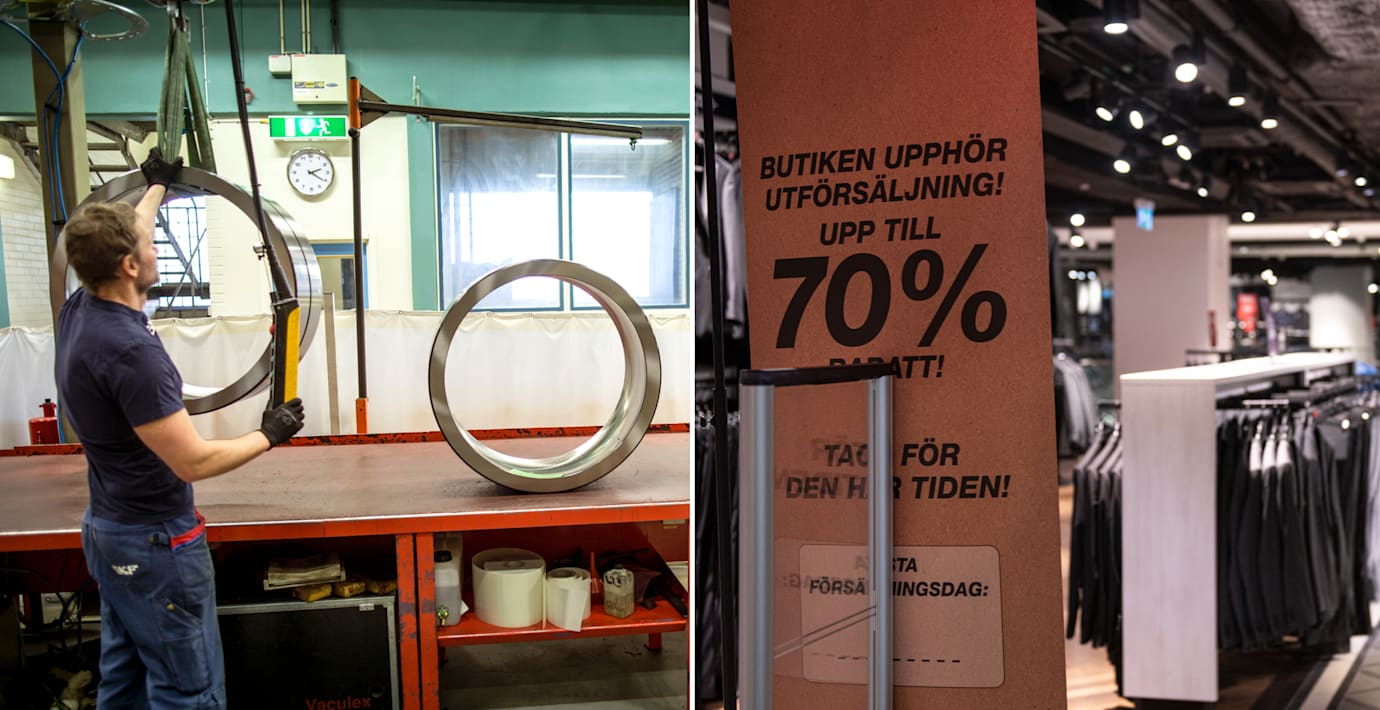 SKF
Vaculex
BUTIKEN UPPHÖR
UTFÖRSÄLJNING!
UPP TILL
70%
RABATT!
TACK FÖR
DEN HÄR TIDEN!
SISTA
FÖRSÄLJNINGSDAG: